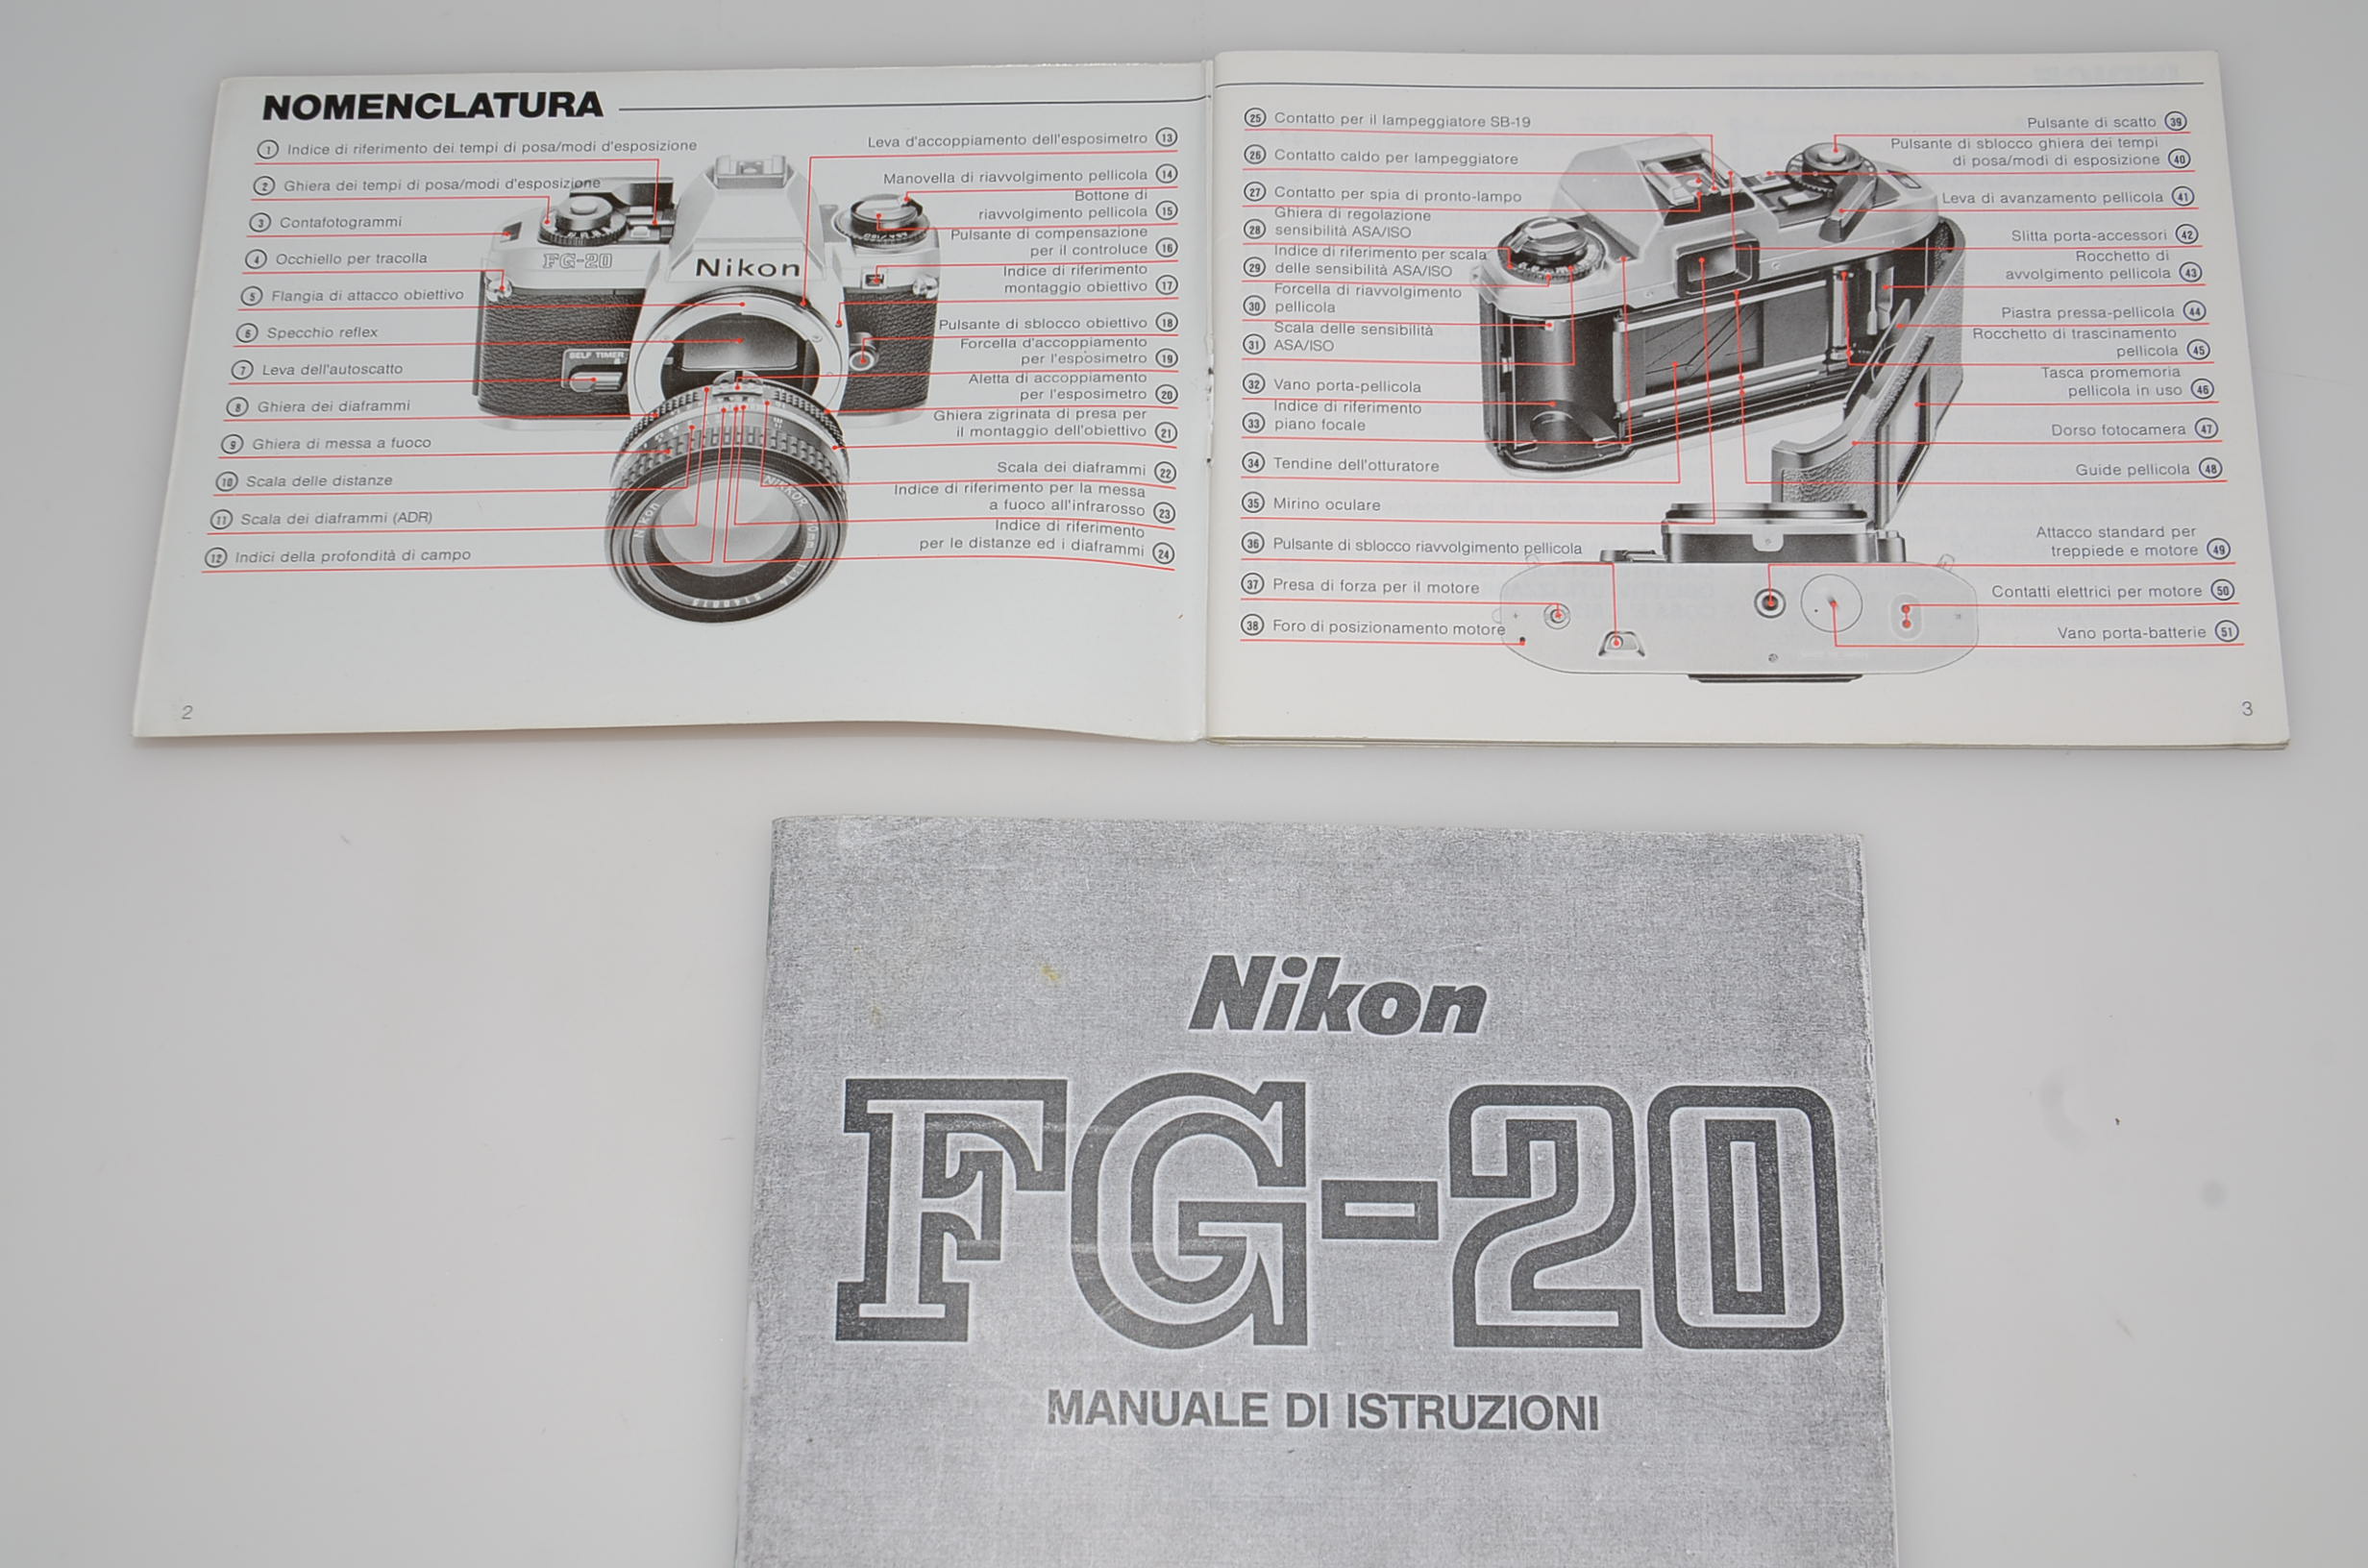 NOMENCLATURA
1 Indice di riferimento dei tempi di posa/modi d'esposizione
2 Ghiera dei tempi di posa/modi d'esposizione
3 Contafotogrammi
4 Occhiello per tracolla
5 Flangia di attacco obiettivo
6 Specchio reflex
7 Leva dell'autoscatto
8 Ghiera dei diaframmi
9 Ghiera di messa a fuoco
10 Scala delle distanze
11 Scala dei diaframmi (ADR)
12 Indici della profondità di campo
FG-20
Nikon
SELF TIMER
Nikon
NIKKOR
Leva d'accoppiamento dell'esposimetro 13
Manovella di riavvolgimento pellicola 14
Bottone di
riavvolgimento pellicola 15
Pulsante di compensazione
per il controluce 16
Indice di riferimento
montaggio obiettivo 17
Pulsante di sblocco obiettivo 18
Forcella d'accoppiamento
per l'esposimetro 19
Aletta di accoppiamento
per l'esposimetro 20
Ghiera zigrinata di presa per
il montaggio dell'obiettivo 21
Scala dei diaframmi 22
Indice di riferimento per la messa
a fuoco all'infrarosso 23
Indice di riferimento
per le distanze ed i diaframmi 24
2
25 Contatto per il lampeggiatore SB-19
26 Contatto caldo per lampeggiatore
27 Contatto per spia di pronto-lampo
Ghiera di regolazione
28 sensibilità ASA/ISO
Indice di riferimento per scala
29 delle sensibilità ASA/ISO
Forcella di riavvolgimento
30 pellicola
Scala delle sensibilità
31 ASA/ISO
32 Vano porta-pellicola
Indice di riferimento
33 piano focale
34 Tendine dell'otturatore
35 Mirino oculare
36 Pulsante di sblocco riavvolgimento pellicola
37 Presa di forza per il motore
38 Foro di posizionamento motore
Pulsante di scatto 39
Pulsante di sblocco ghiera dei tempi
di posa/modi di esposizione 40
Leva di avanzamento pellicola 41
Slitta porta-accessori 42
Rocchetto di
avvolgimento pellicola 43
Piastra pressa-pellicola 44
Rocchetto di trascinamento
pellicola 45
Tasca promemoria
pellicola in uso 46
Dorso fotocamera 47
Guide pellicola 48
Attacco standard per
treppiede e motore 49
Contatti elettrici per motore 50
Vano porta-batterie 51
3
Nikon
FG-20
MANUALE DI ISTRUZIONI